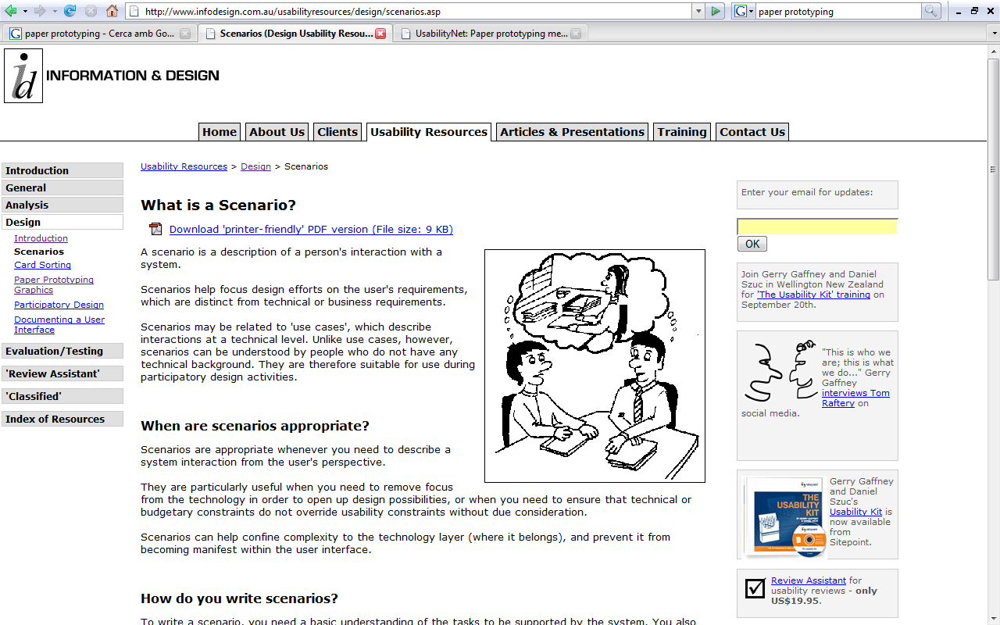 http://www.infodesign.com.au/usabilityresources/design/scenarios.asp
G
paper prototyping
G paper prototyping - Cerca amb Go...
Scenarios (Design Usability Resou...
UsabilityNet: Paper prototyping me...
id INFORMATION & DESIGN
Home
About Us
Clients
Usability Resources
Articles & Presentations
Training
Contact Us
Introduction
General
Analysis
Design
Introduction
Scenarios
Card Sorting
Paper Prototyping
Graphics
Participatory Design
Documenting a User
Interface
Evaluation/Testing
'Review Assistant'
'Classified'
Index of Resources
Usability Resources > Design > Scenarios
What is a Scenario?
Download 'printer-friendly' PDF version (File size: 9 KB)
A scenario is a description of a person's interaction with a
system.
Scenarios help focus design efforts on the user's requirements,
which are distinct from technical or business requirements.
Scenarios may be related to 'use cases', which describe
interactions at a technical level. Unlike use cases, however,
scenarios can be understood by people who do not have any
technical background. They are therefore suitable for use during
participatory design activities.
When are scenarios appropriate?
Scenarios are appropriate whenever you need to describe a
system interaction from the user's perspective.
They are particularly useful when you need to remove focus
from the technology in order to open up design possibilities, or when you need to ensure that technical or
budgetary constraints do not override usability constraints without due consideration.
Scenarios can help confine complexity to the technology layer (where it belongs), and prevent it from
becoming manifest within the user interface.
How do you write scenarios?
To write a scenario, you need a basic understanding of the tasks to be supported by the system. You also
Enter your email for updates:
OK
Join Gerry Gaffney and Daniel
Szuc in Wellington New Zealand
for 'The Usability Kit' training on
September 20th.
"This is who we
are; this is what
we do..." Gerry
Gaffney
interviews Tom
Raftery on
social media.
THE
USABILITY
KIT
Gerry Gaffney
and Daniel
Szuc's
Usability Kit is
now available
from
Sitepoint.
Review Assistant for
usability reviews - only
US$19.95.